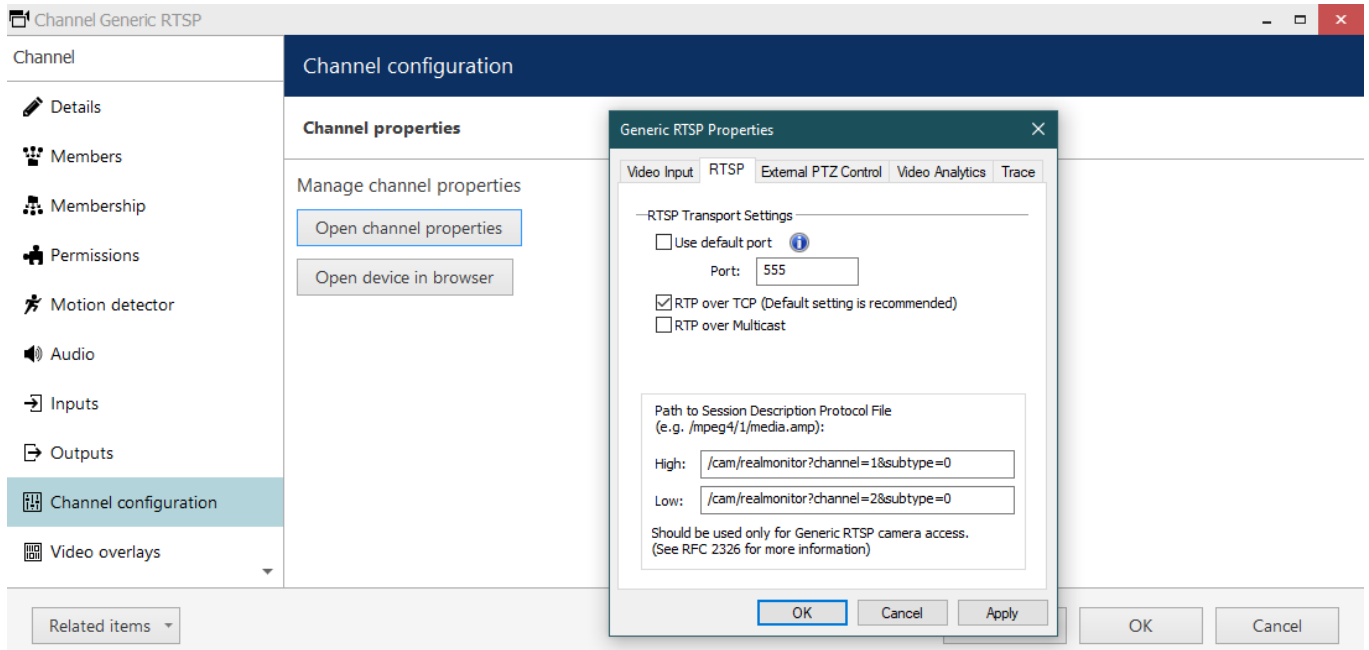 Channel Generic RTSP
Channel
Details
Members
Membership
Permissions
Motion detector
Audio
Inputs
Outputs
Channel configuration
Video overlays
Related items
Channel configuration
Channel properties
Manage channel properties
Open channel properties
Open device in browser
Generic RTSP Properties
Video Input RTSP External PTZ Control Video Analytics Trace
RTSP Transport Settings
Use default port
Port: 555
RTP over TCP (Default setting is recommended)
RTP over Multicast
Path to Session Description Protocol File
(e.g. /mpeg4/1/media.amp):
High: /cam/realmonitor?channel=1&subtype=0
Low: /cam/realmonitor?channel=2&subtype=0
Should be used only for Generic RTSP camera access.
(See RFC 2326 for more information)
OK Cancel Apply
OK Cancel